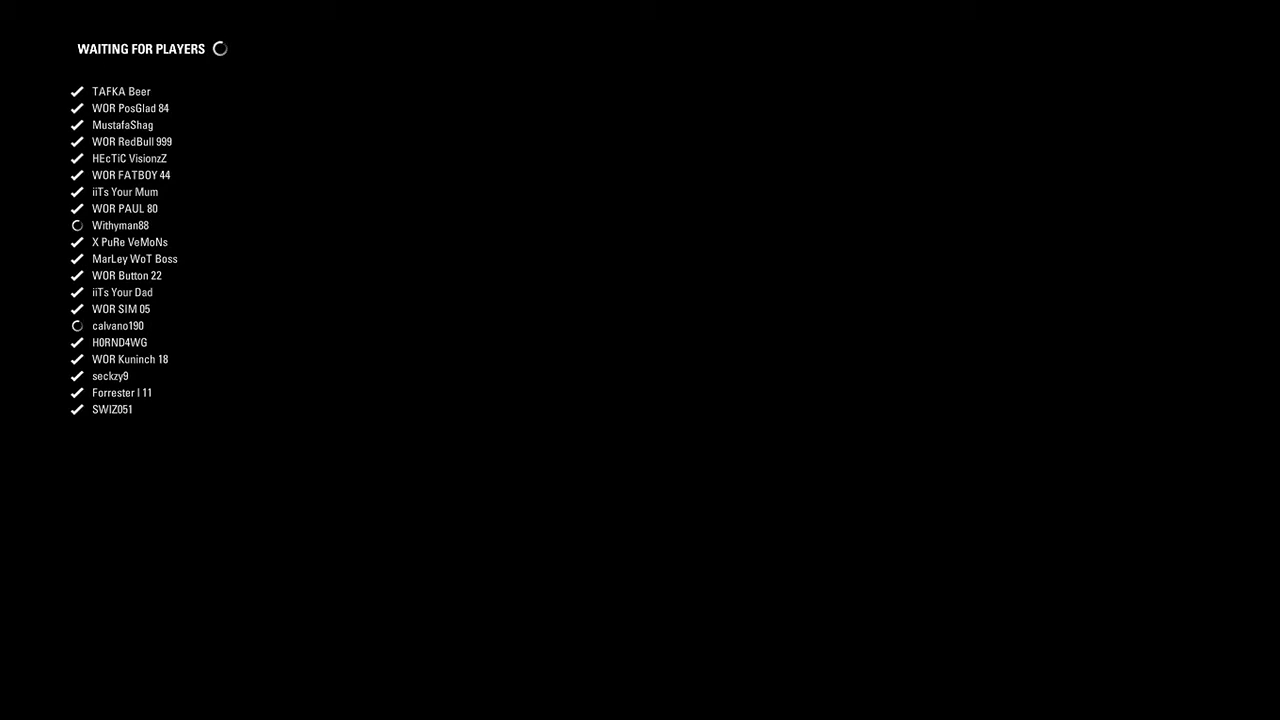 WAITING FOR PLAYERS
TAFKA Beer
WOR PosGlad 84
MustafaShag
WOR RedBull 999
HEcTiC VisionzZ
WOR FATBOY 44
iiTs Your Mum
WOR PAUL 80
Withyman88
X PuRe VeMoNs
MarLey WoT Boss
WOR Button 22
iiTs Your Dad
WOR SIM 05
calvano190
H0RND4WG
WOR Kuninch 18
seckzy9
Forrester l 11
SWIZ051